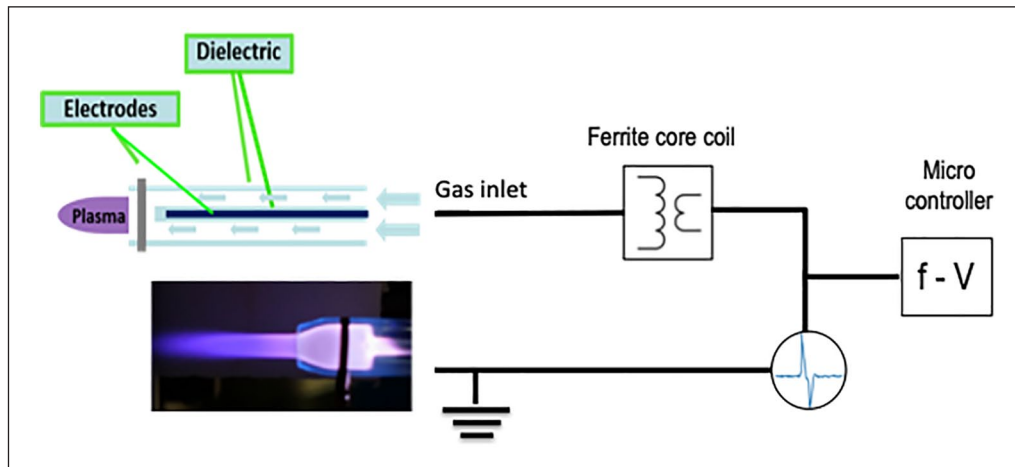 Dielectric
Electrodes
Ferrite core coil
Gas inlet
Micro
controller
Plasma
f - V